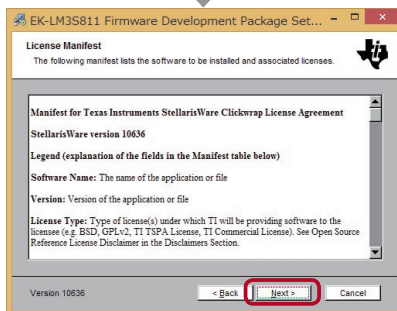 EK-LM3S811 Firmware Development Package Set...
License Manifest
The following manifest lists the software to be installed and associated licenses.
Manifest for Texas Instruments StellarisWare Clickwrap License Agreement
StellarisWare version 10636
Legend (explanation of the fields in the Manifest table below)
Software Name: The name of the application or file
Version: Version of the application or file
License Type: Type of license(s) under which TI will be providing software to the
licensee (e.g. BSD, GPLv2, TI TSPA License, TI Commercial License). See Open Source
Reference License Disclaimer in the Disclaimers Section.
Version 10636
< Back
Next >
Cancel